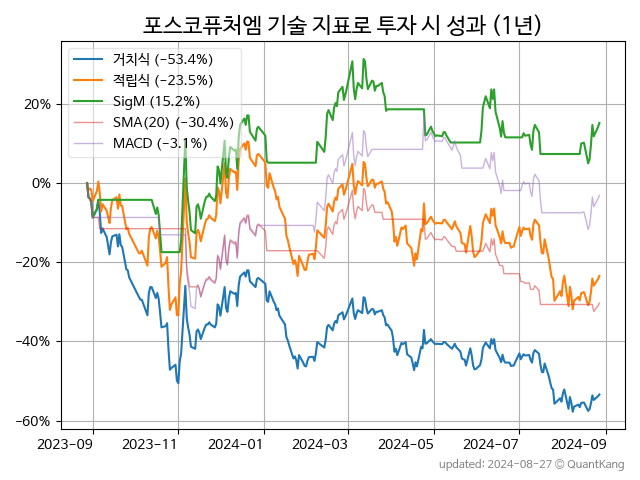 포스코퓨처엠 기술 지표로 투자 시 성과 (1년)
거치식 (−53.4%)
적립식 (−23.5%)
SigM (15.2%)
SMA(20) (−30.4%)
MACD (−3.1%)
20%
0%
−20%
−40%
−60%
2023-09 2023-11 2024-01 2024-03 2024-05 2024-07 2024-09
updated: 2024-08-27 © QuantKang